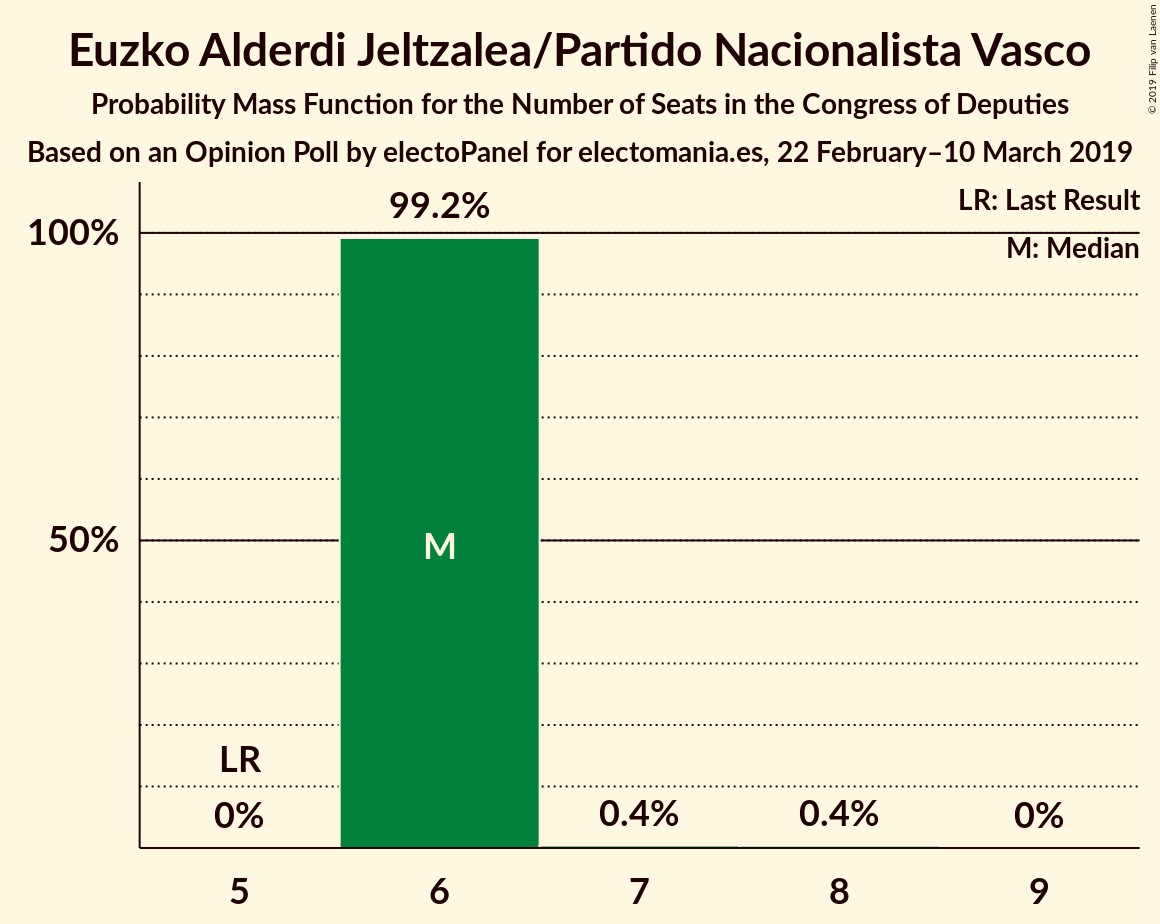 Euzko Alderdi Jeltzalea/Partido Nacionalista Vasco
Probability Mass Function for the Number of Seats in the Congress of Deputies
Based on an Opinion Poll by electoPanel for electomania.es, 22 February–10 March 2019
© 2019 Filip van Laenen
LR: Last Result
M: Median
99.2%
100%
50%
M
LR
0%
0.4%
0.4%
0%
5 6 7 8 9